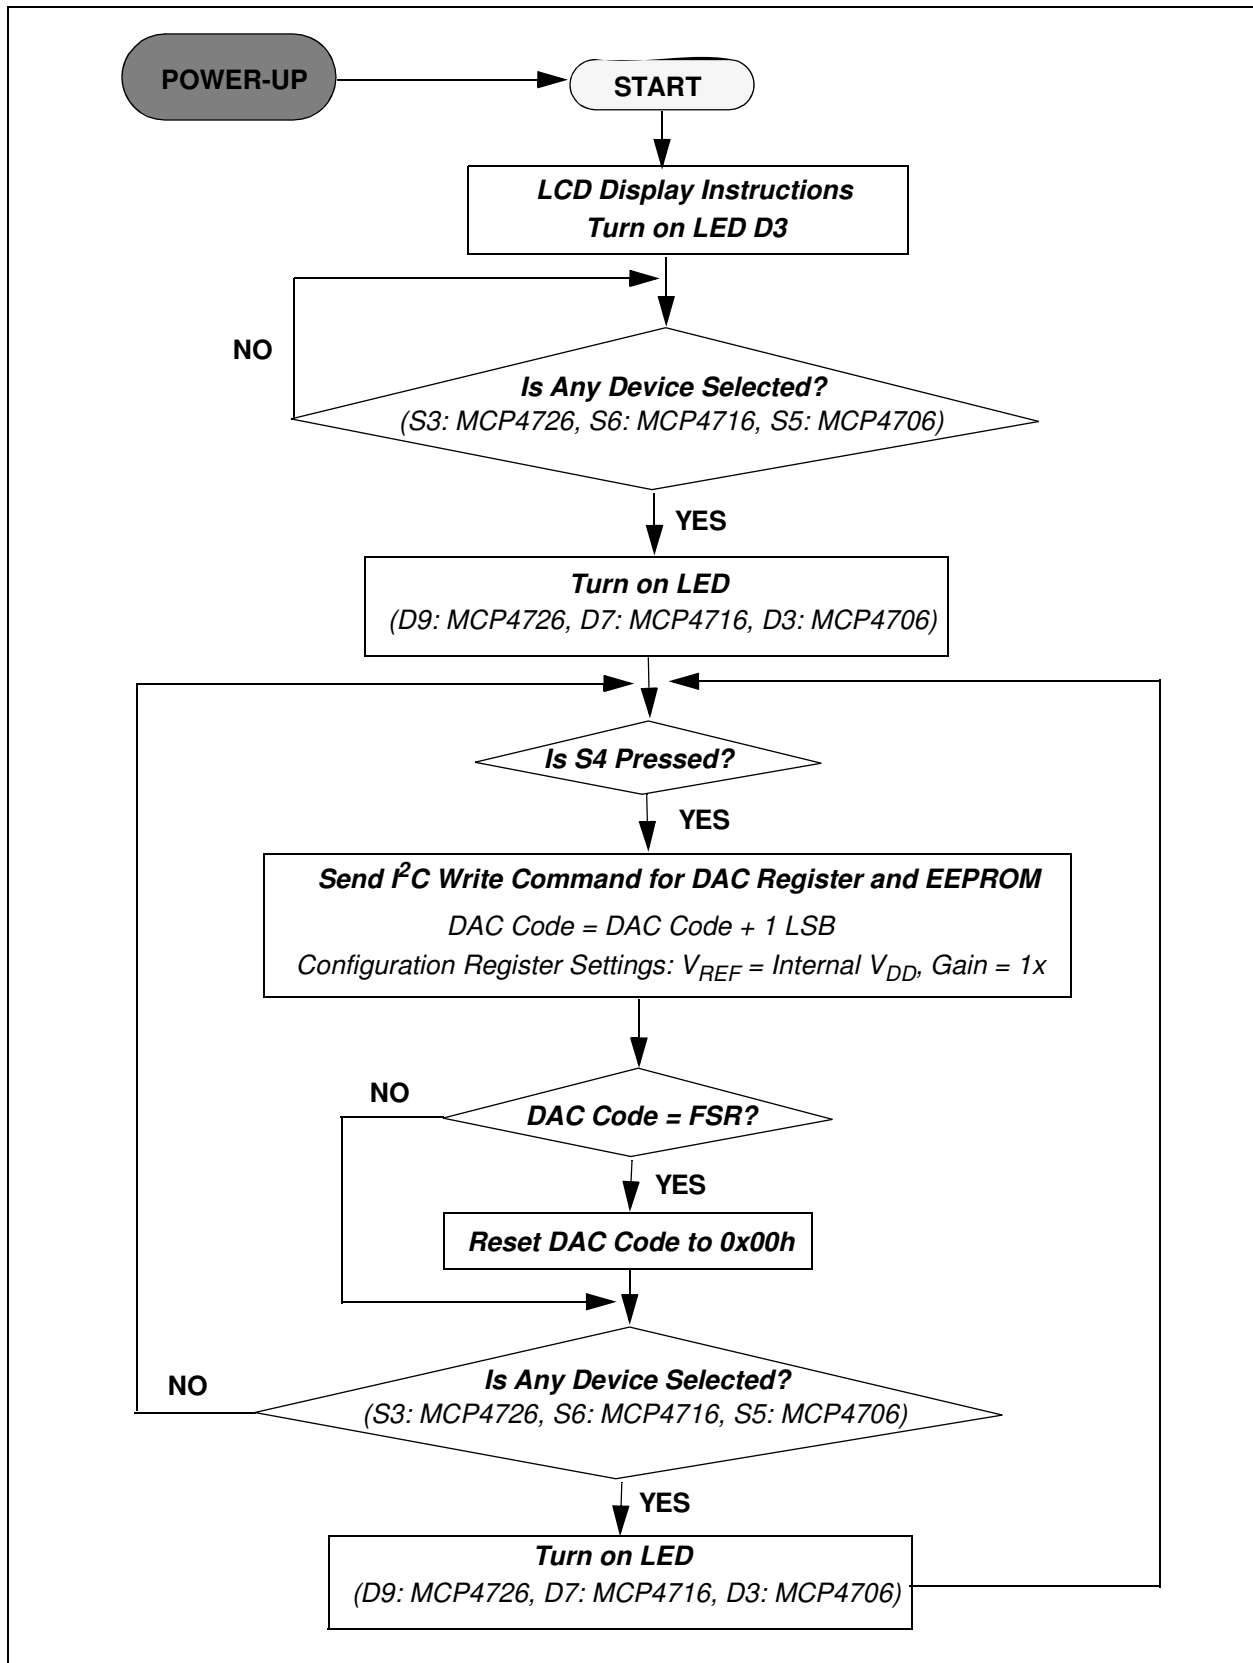 POWER-UP
START
LCD Display Instructions
Turn on LED D3
NO
Is Any Device Selected?
(S3: MCP4726, S6: MCP4716, S5: MCP4706)
YES
Turn on LED
(D9: MCP4726, D7: MCP4716, D3: MCP4706)
Is S4 Pressed?
YES
Send I²C Write Command for DAC Register and EEPROM
DAC Code = DAC Code + 1 LSB
Configuration Register Settings: VREF = Internal VDD, Gain = 1x
NO
DAC Code = FSR?
YES
Reset DAC Code to 0x00h
NO
Is Any Device Selected?
(S3: MCP4726, S6: MCP4716, S5: MCP4706)
YES
Turn on LED
(D9: MCP4726, D7: MCP4716, D3: MCP4706)